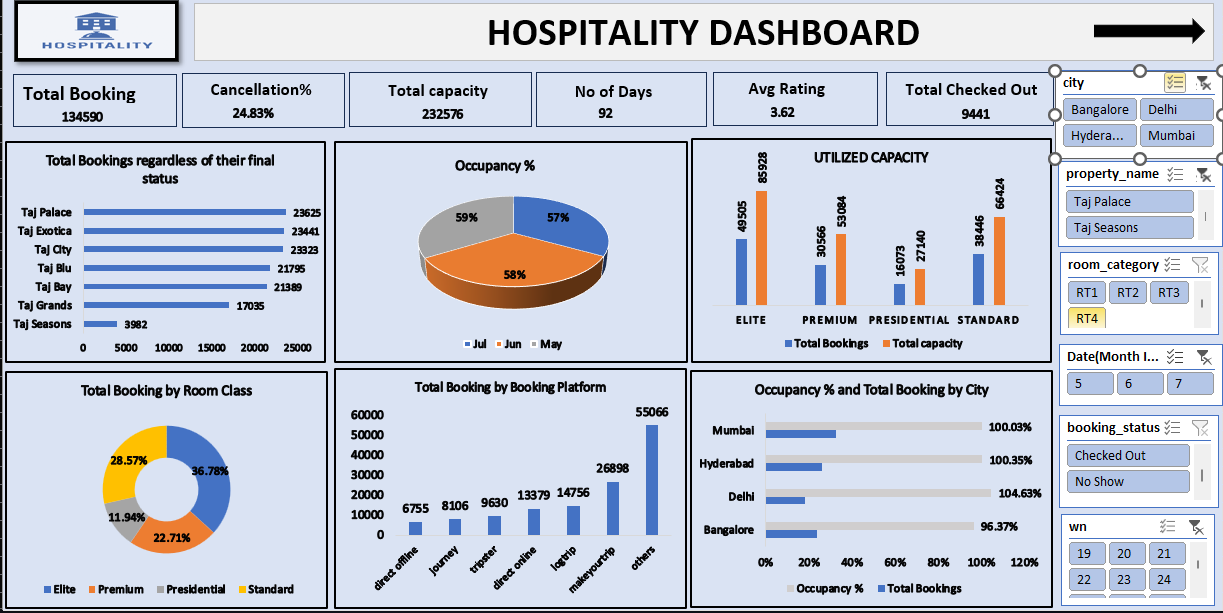 HOSPITALITY
HOSPITALITY DASHBOARD
Total Booking
134590
Cancellation%
24.83%
Total capacity
232576
No of Days
92
Avg Rating
3.62
Total Checked Out
9441
city
Bangalore
Delhi
Hydera...
Mumbai
property_name
Taj Palace
Taj Seasons
room_category
RT1
RT2
RT3
RT4
Date(Month I...
5
6
7
booking_status
Checked Out
No Show
wn
19
20
21
22
23
24
Total Bookings regardless of their final
status
Taj Palace 23625
Taj Exotica 23441
Taj City 23323
Taj Blu 21795
Taj Bay 21389
Taj Grands 17035
Taj Seasons 3982
0 5000 10000 15000 20000 25000
Occupancy %
59%
57%
58%
Jul Jun May
UTILIZED CAPACITY
49505
85928
30566
53084
16073
27140
38446
66424
ELITE PREMIUM PRESIDENTIAL STANDARD
Total Bookings Total capacity
Total Booking by Room Class
28.57%
36.78%
11.94%
22.71%
Elite Premium Presidential Standard
Total Booking by Booking Platform
60000
50000
40000
30000
20000
10000
0
6755
8106
9630
13379
14756
26898
55066
direct offline
journey
tripster
direct online
logtrip
makeyourtrip
others
Occupancy % and Total Booking by City
Mumbai 100.03%
Hyderabad 100.35%
Delhi 104.63%
Bangalore 96.37%
0% 20% 40% 60% 80% 100% 120%
Occupancy % Total Bookings